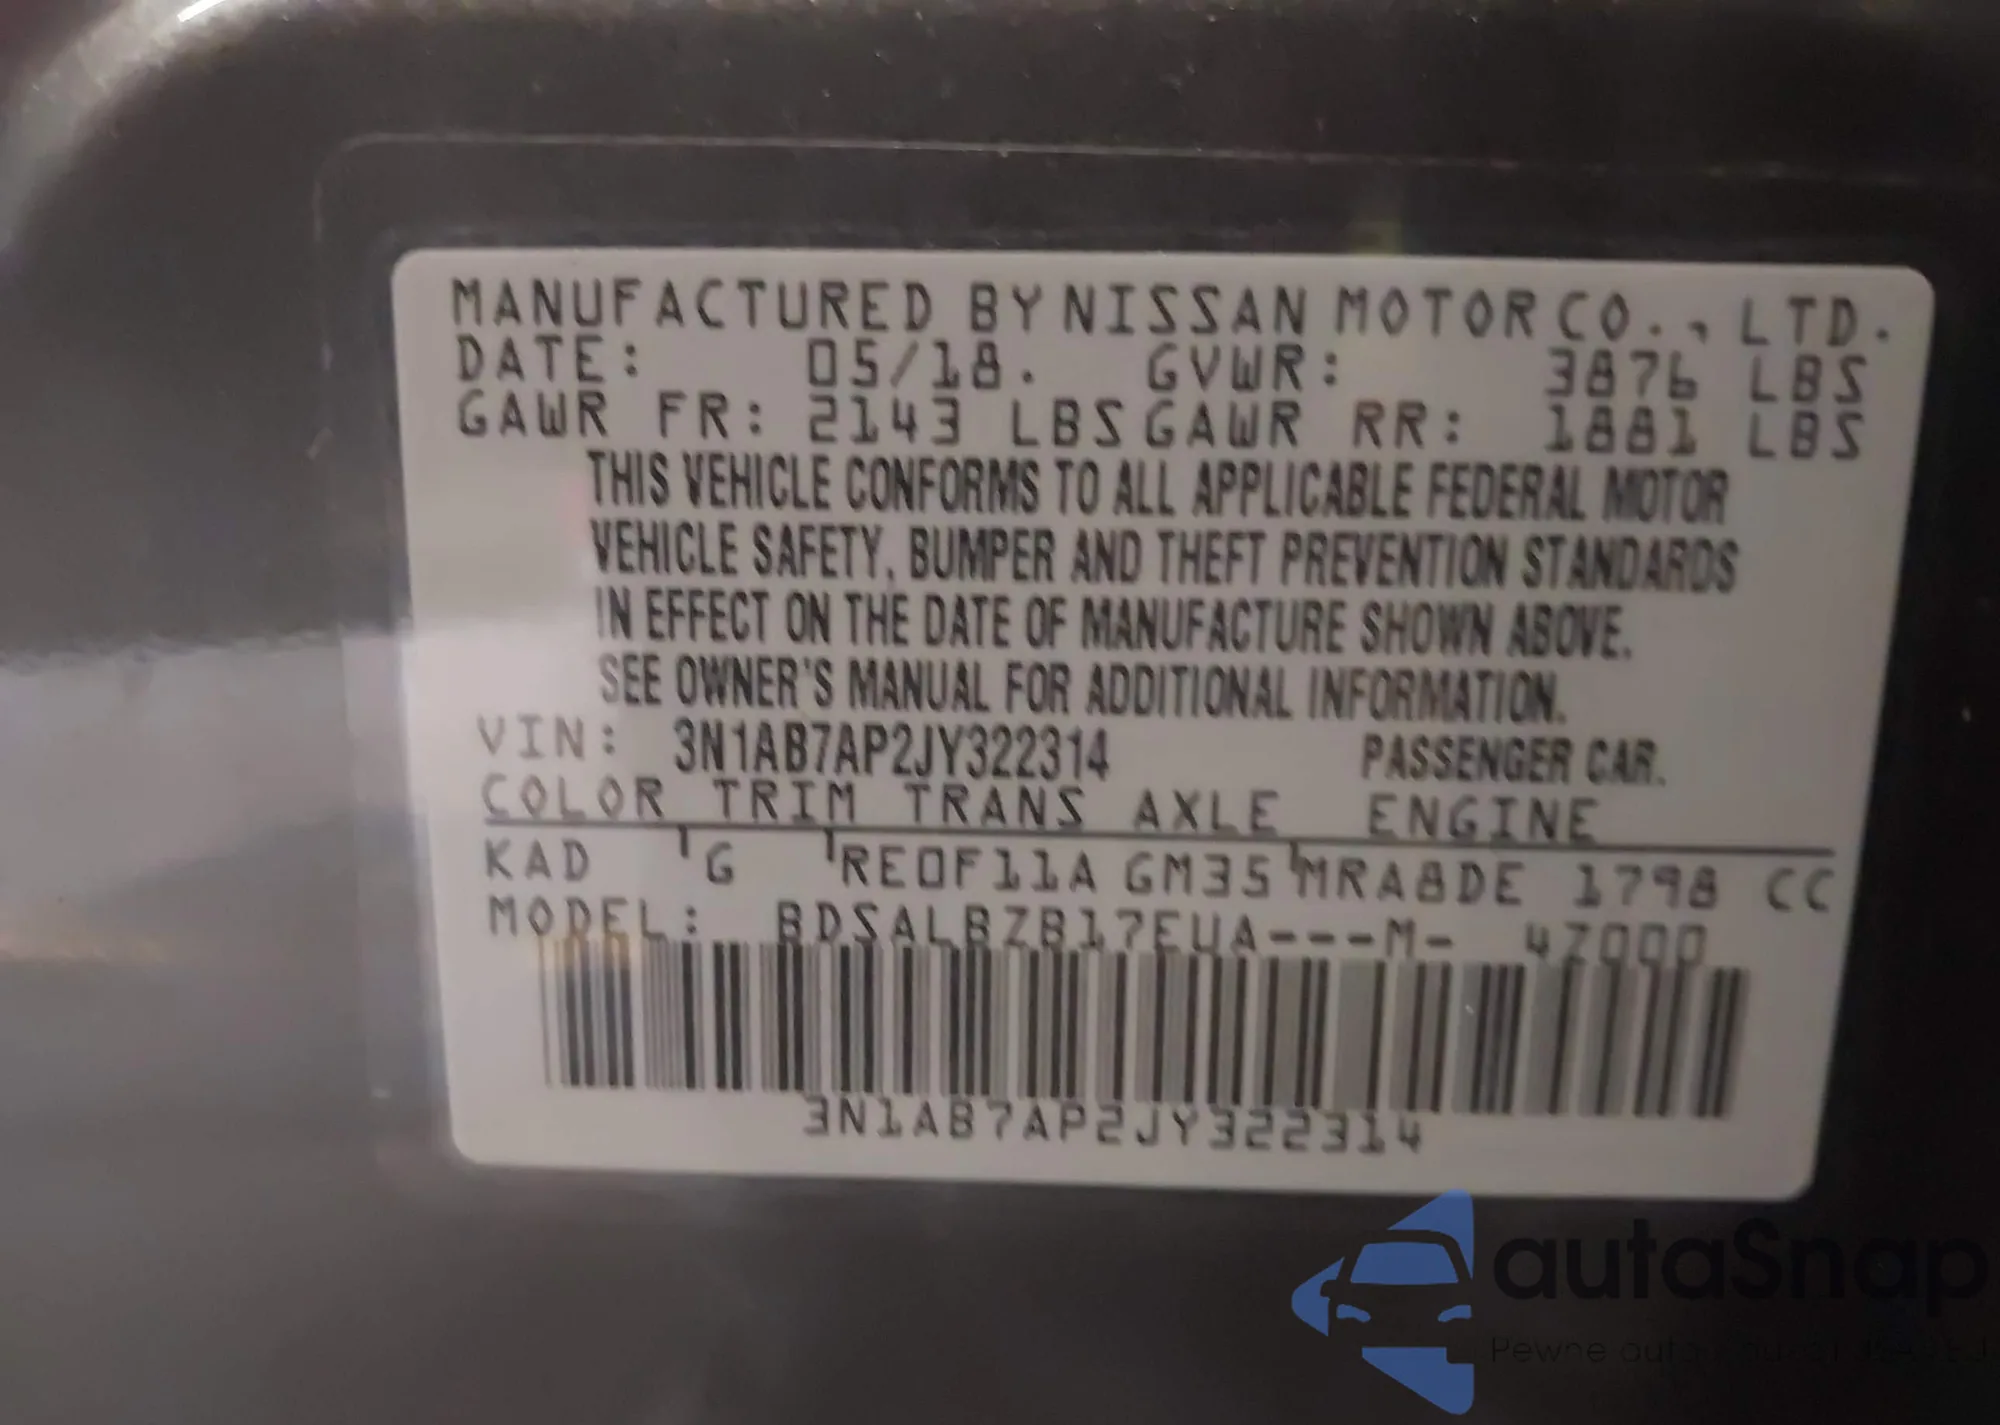 MANUFACTURED BY NISSAN MOTOR CO., LTD.
DATE: 05/18. GVWR: 3876 LBS
GAWR FR: 2143 LBS GAWR RR: 1881 LBS
THIS VEHICLE CONFORMS TO ALL APPLICABLE FEDERAL MOTOR
VEHICLE SAFETY, BUMPER AND THEFT PREVENTION STANDARDS
IN EFFECT ON THE DATE OF MANUFACTURE SHOWN ABOVE.
SEE OWNER'S MANUAL FOR ADDITIONAL INFORMATION.
VIN: 3N1AB7AP2JY322314 PASSENGER CAR.
COLOR TRIM TRANS AXLE ENGINE
KAD G RE0F11A GM35 MRA8DE 1798 CC
MODEL: BDSALBZB17EUA---M- 4Z000
3N1AB7AP2JY322314
autaSnap
Pewne auta